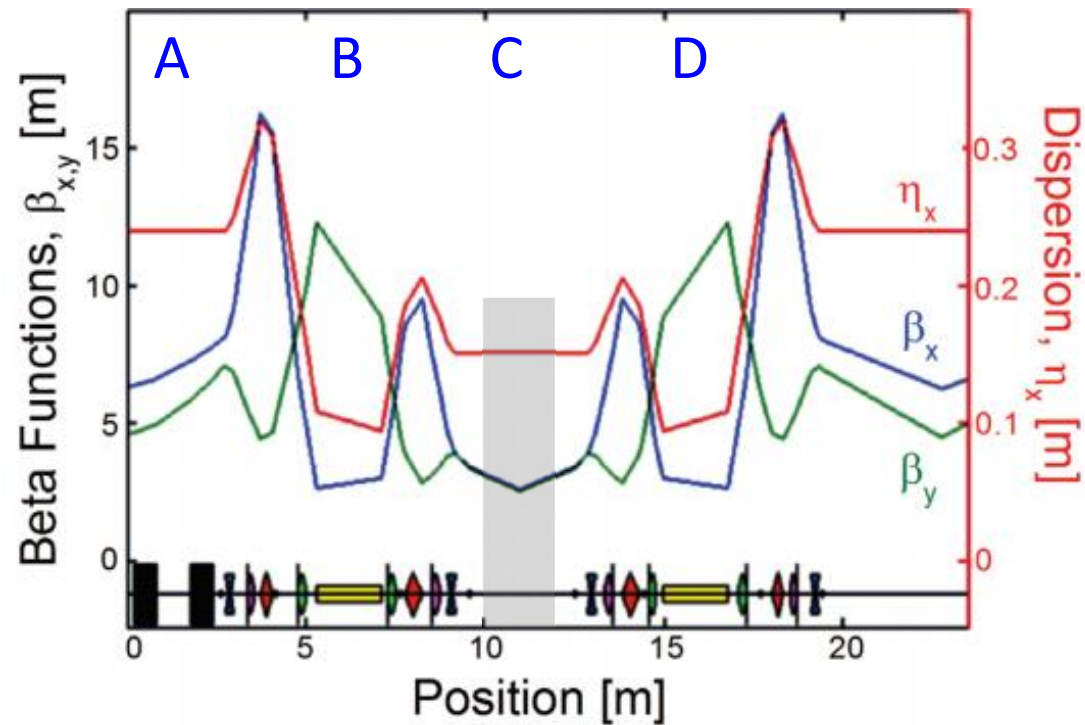 A B C D
Beta Functions, βx,y [m]
15
10
5
0
0.3
0.2
0.1
0
Dispersion, ηx [m]
ηx
βx
βy
0 5 10 15 20
Position [m]